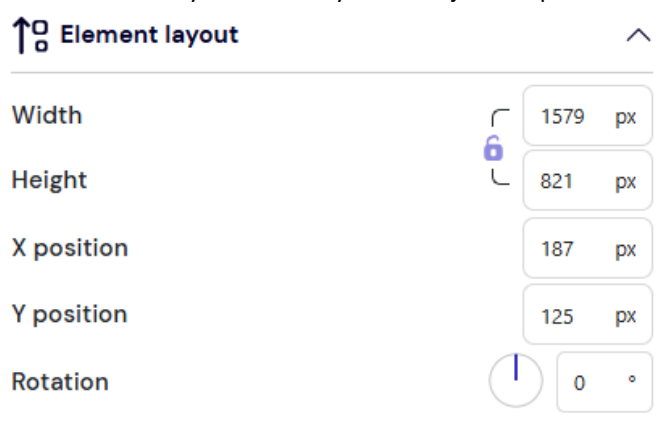 Element layout
Width 1579 px
Height 821 px
X position 187 px
Y position 125 px
Rotation 0 °